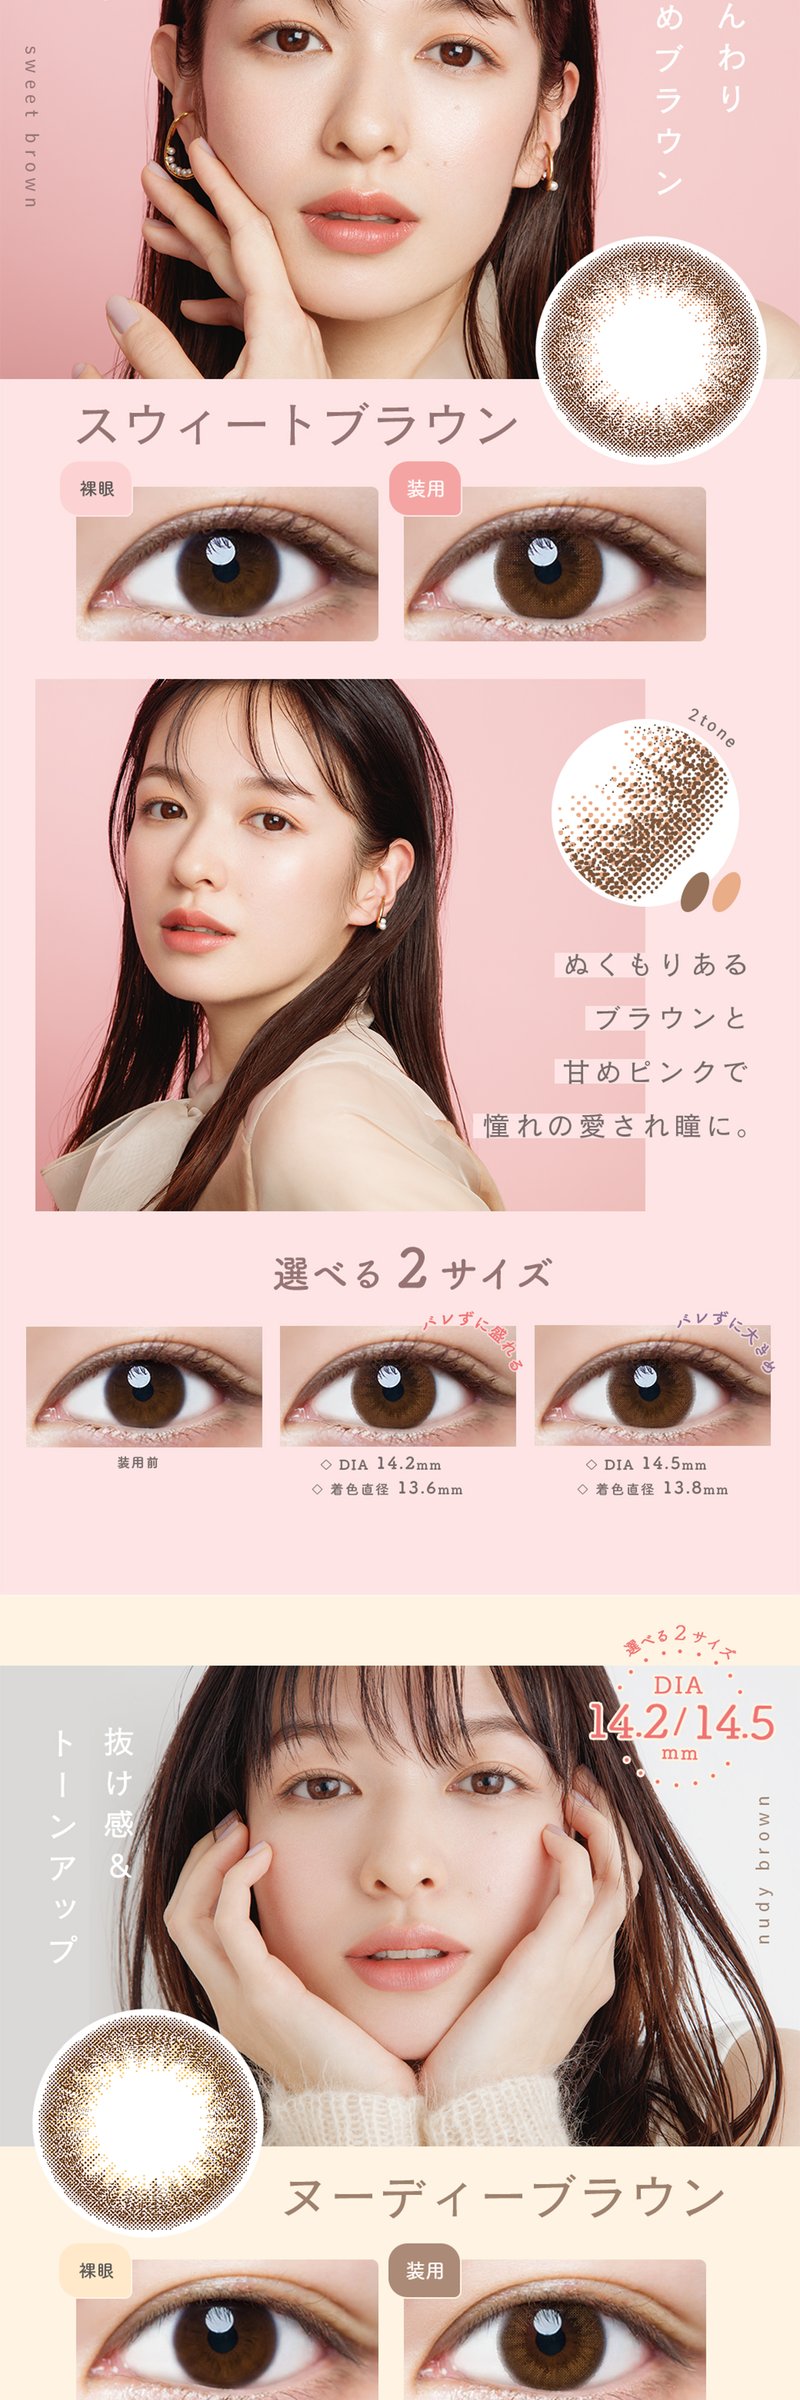 んわり
めブラウン
sweet brown
スウィートブラウン
裸眼
装用
2tone
ぬくもりある
ブラウンと
甘めピンクで
憧れの愛され瞳に。
選べる2サイズ
バレずに盛れる
バレずに大きめ
装用前
◇ DIA 14.2mm
◇ 着色直径 13.6mm
◇ DIA 14.5mm
◇ 着色直径 13.8mm
選べる2サイズ
DIA
14.2/14.5
mm
抜け感&
トーンアップ
nudy brown
ヌーディーブラウン
裸眼
装用